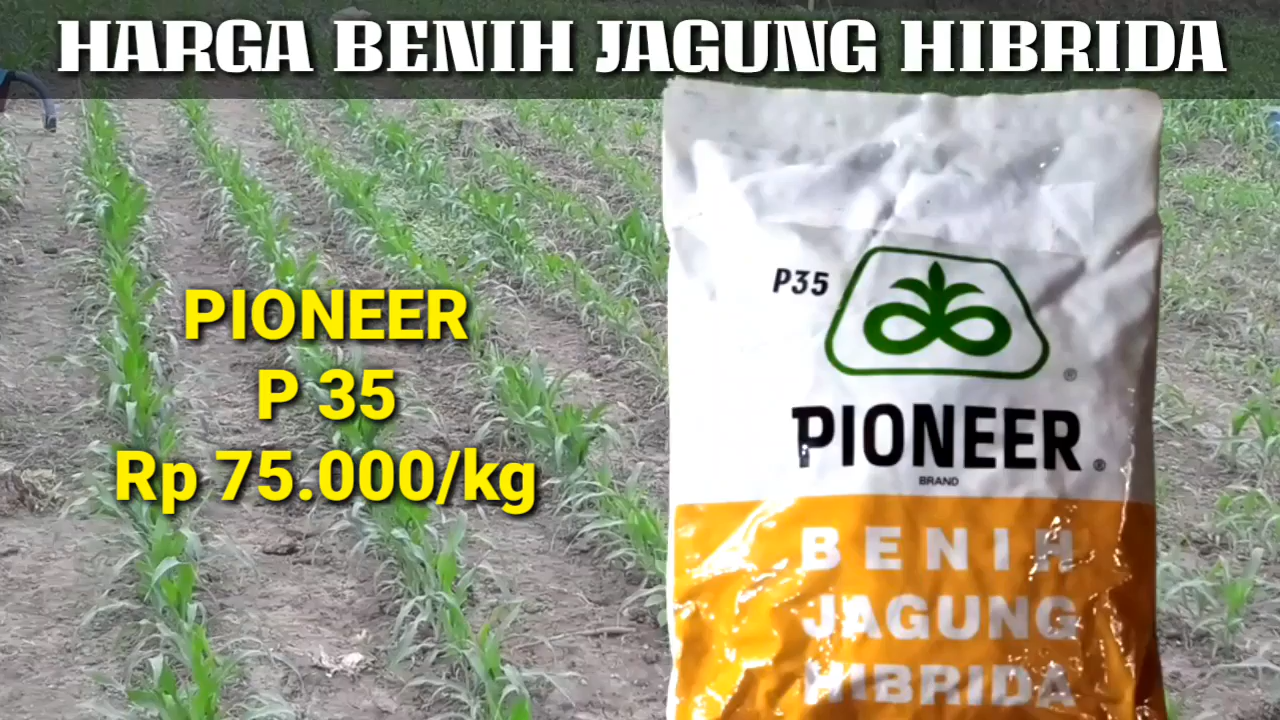 HARGA BENIH JAGUNG HIBRIDA
PIONEER
P 35
Rp 75.000/kg
P35
®
PIONEER®
BRAND
BENIH
JAGUNG
HIBRIDA